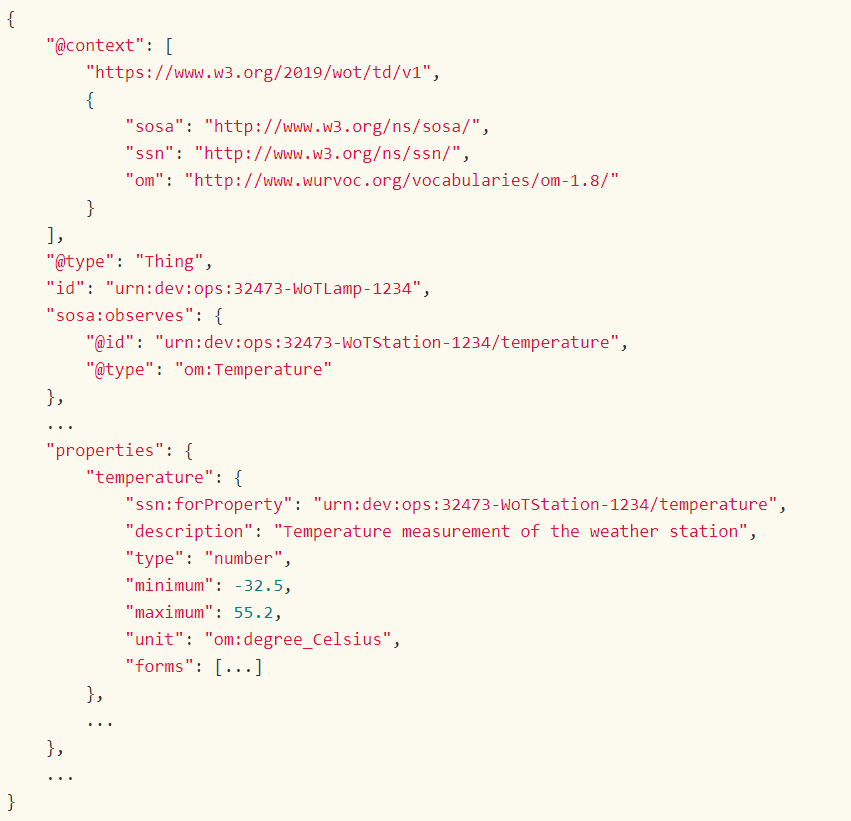 {
    "@context": [
        "https://www.w3.org/2019/wot/td/v1",
        {
            "sosa": "http://www.w3.org/ns/sosa/",
            "ssn": "http://www.w3.org/ns/ssn/",
            "om": "http://www.wurvoc.org/vocabularies/om-1.8/"
        }
    ],
    "@type": "Thing",
    "id": "urn:dev:ops:32473-WoTLamp-1234",
    "sosa:observes": {
        "@id": "urn:dev:ops:32473-WoTStation-1234/temperature",
        "@type": "om:Temperature"
    },
    ...
    "properties": {
        "temperature": {
            "ssn:forProperty": "urn:dev:ops:32473-WoTStation-1234/temperature",
            "description": "Temperature measurement of the weather station",
            "type": "number",
            "minimum": -32.5,
            "maximum": 55.2,
            "unit": "om:degree_Celsius",
            "forms": [...]
        },
        ...
    },
    ...
}